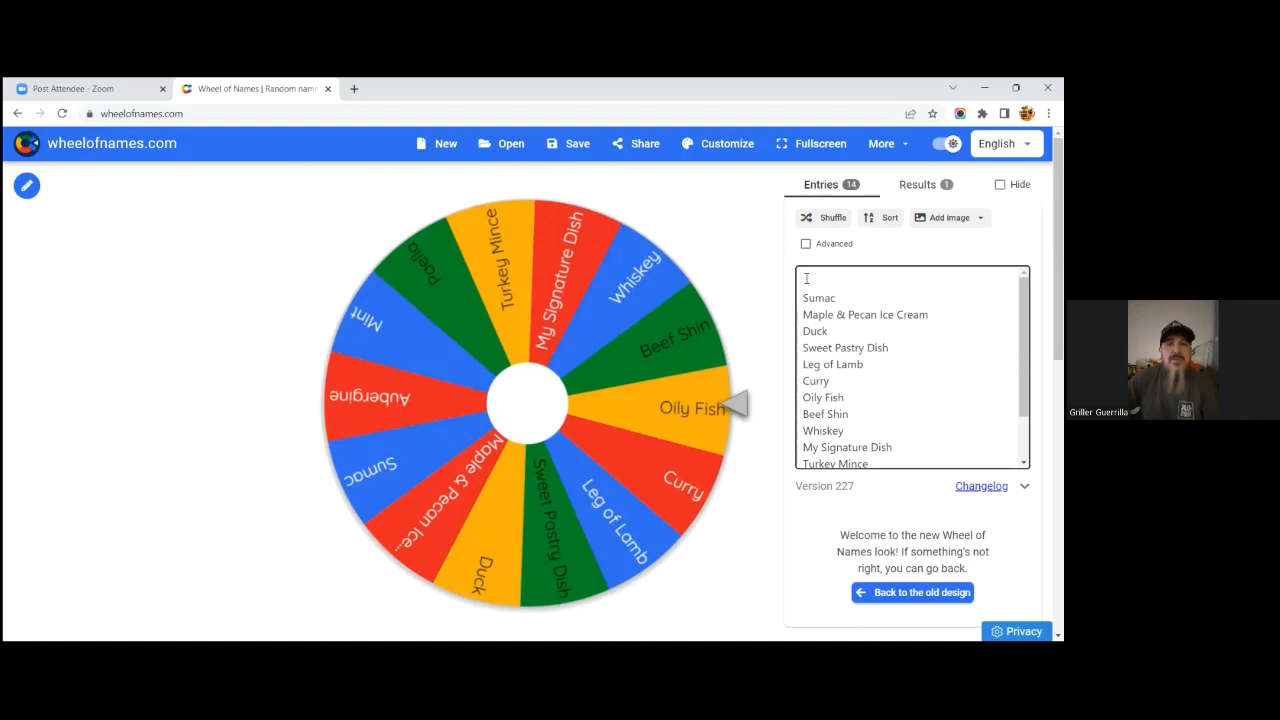 Post Attendee - Zoom
Wheel of Names | Random name
wheelofnames.com
wheelofnames.com
New
Open
Save
Share
Customize
Fullscreen
More
English
Entries 14
Results 1
Hide
Shuffle
Sort
Add image
Advanced
Sumac
Maple & Pecan Ice Cream
Duck
Sweet Pastry Dish
Leg of Lamb
Curry
Oily Fish
Beef Shin
Whiskey
My Signature Dish
Turkey Mince
Version 227
Changelog
Welcome to the new Wheel of
Names look! If something's not
right, you can go back.
Back to the old design
Privacy
My Signature Dish
Whiskey
Beef Shin
Oily Fish
Curry
Leg of Lamb
Sweet Pastry Dish
Duck
Maple & Pecan Ice...
Sumac
Aubergine
Mint
Paella
Turkey Mince
Griller Guerrilla